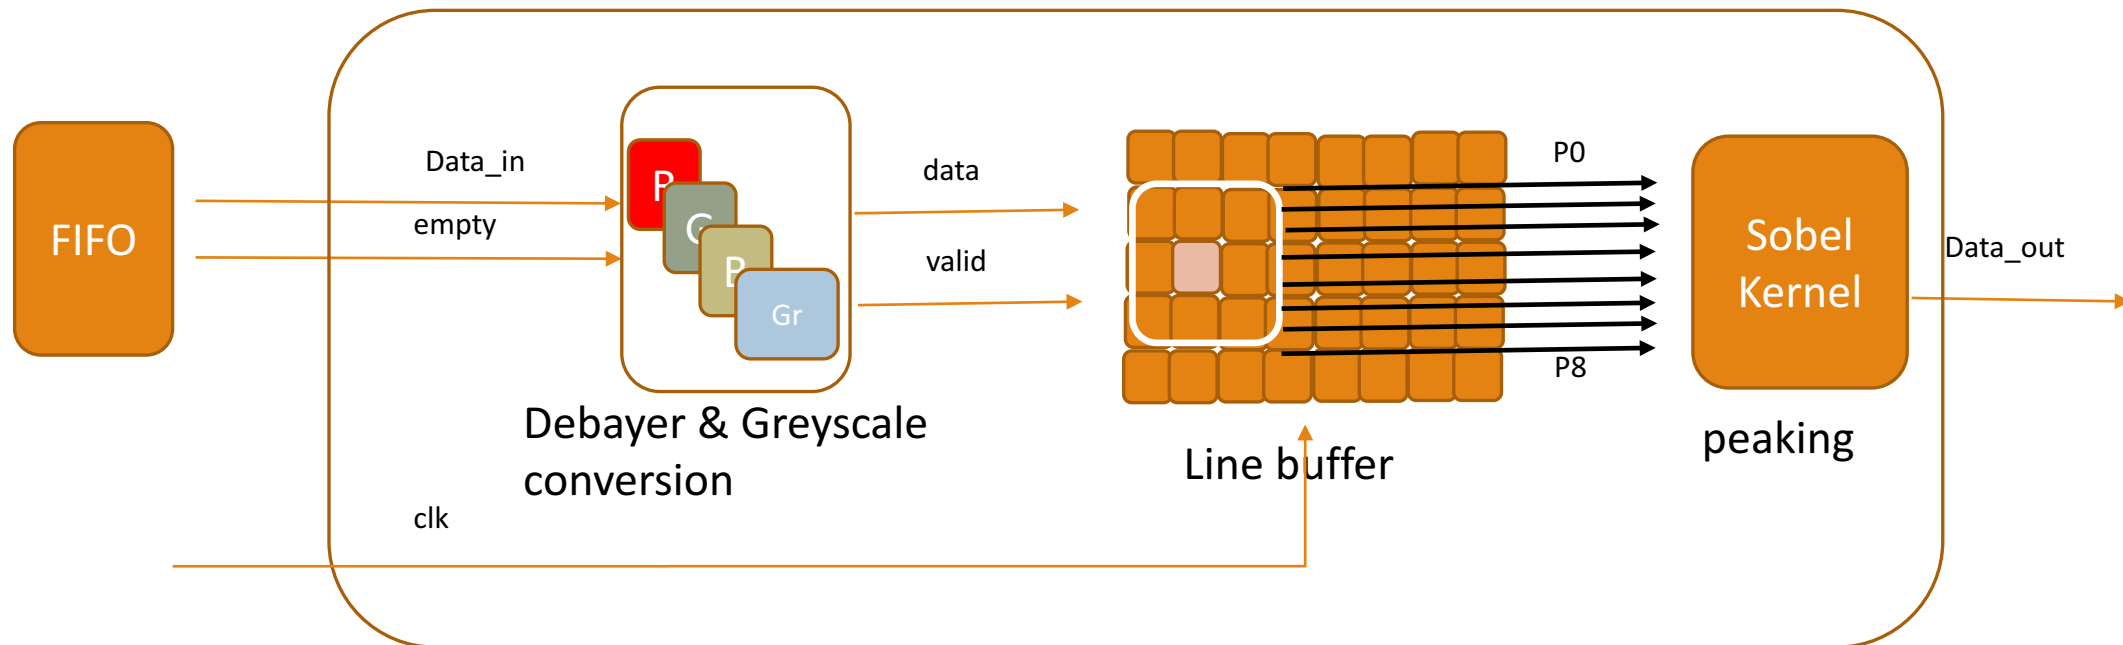 FIFO
Data_in
empty
clk
R
G
B
Gr
Debayer & Greyscale
conversion
data
valid
Line buffer
P0
P8
Sobel
Kernel
peaking
Data_out